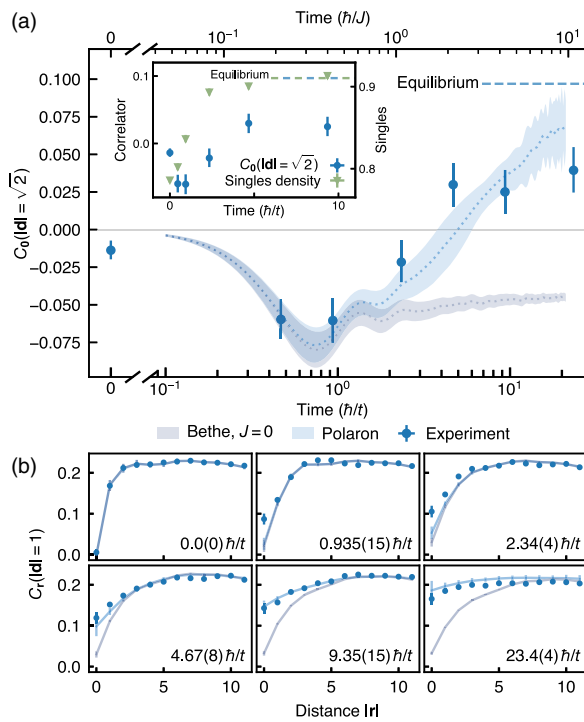 (a)
Time (ħ/J)
0 10⁻¹ 10⁰ 10¹
Equilibrium
0.100
0.075
0.050
0.025
0.000
−0.025
−0.050
−0.075
C₀(|d| = √2)
Equilibrium
0.1
0.0
Correlator
0.9
0.8
Singles
C₀(|d| = √2)
Singles density
0 10
Time (ħ/t)
0 10⁻¹ 10⁰ 10¹
Time (ħ/t)
Bethe, J = 0 Polaron Experiment
(b)
0.2
0.1
0.0
0.0(0) ħ/t 0.935(15) ħ/t 2.34(4) ħ/t
0.2
0.1
0.0
4.67(8) ħ/t 9.35(15) ħ/t 23.4(4) ħ/t
Cᵣ(|d| = 1)
0 5 10 0 5 10 0 5 10
Distance |r|